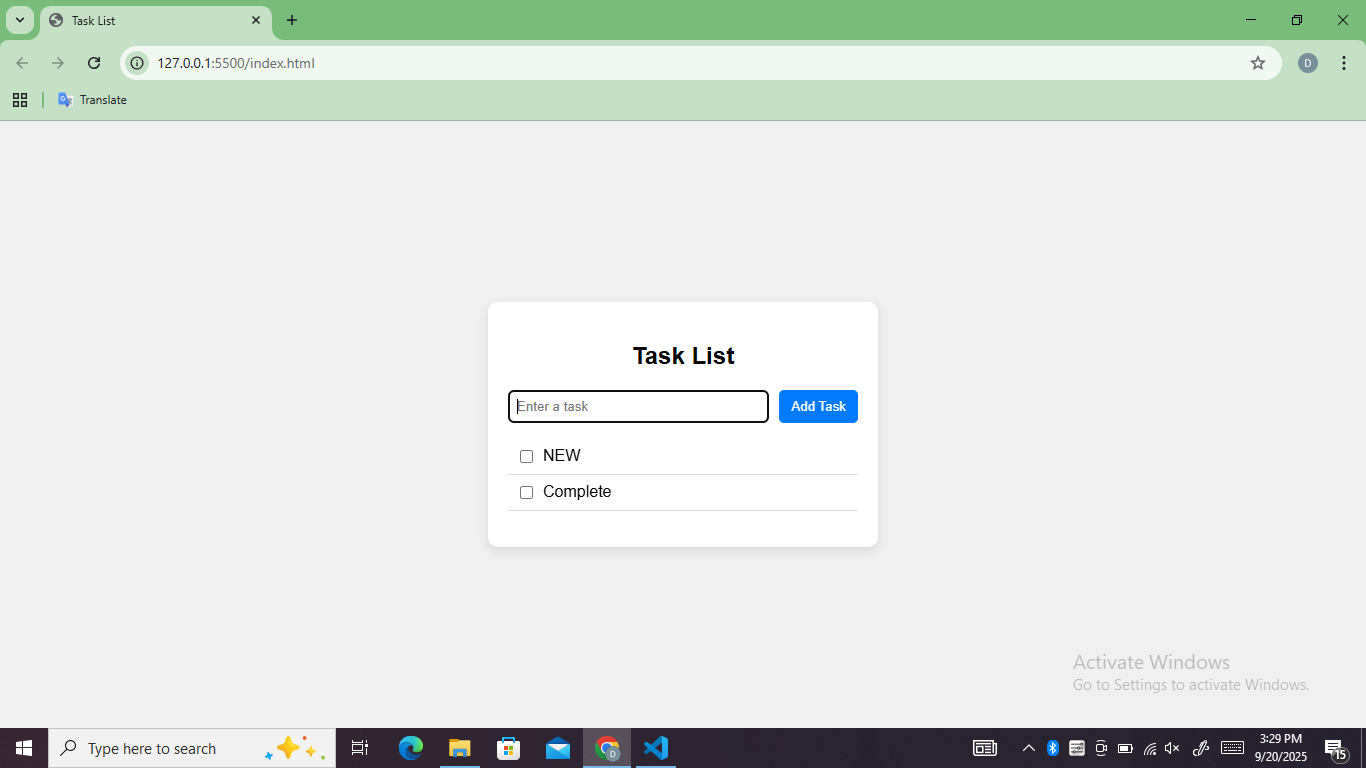 Task List
127.0.0.1:5500/index.html
D
Translate
Task List
Enter a task
Add Task
NEW
Complete
Activate Windows
Go to Settings to activate Windows.
Type here to search
D
3:29 PM
9/20/2025
15